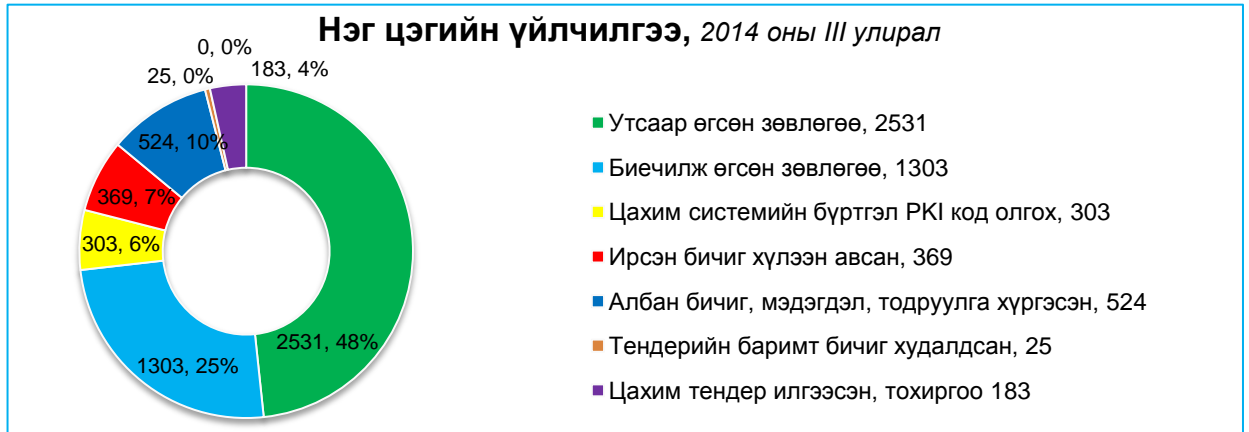 Нэг цэгийн үйлчилгээ, 2014 оны III улирал
0, 0%
25, 0%
183, 4%
524, 10%
369, 7%
303, 6%
1303, 25%
2531, 48%
Утсаар өгсөн зөвлөгөө, 2531
Биечилж өгсөн зөвлөгөө, 1303
Цахим системийн бүртгэл PKI код олгох, 303
Ирсэн бичиг хүлээн авсан, 369
Албан бичиг, мэдэгдэл, тодруулга хүргэсэн, 524
Тендерийн баримт бичиг худалдсан, 25
Цахим тендер илгээсэн, тохиргоо 183